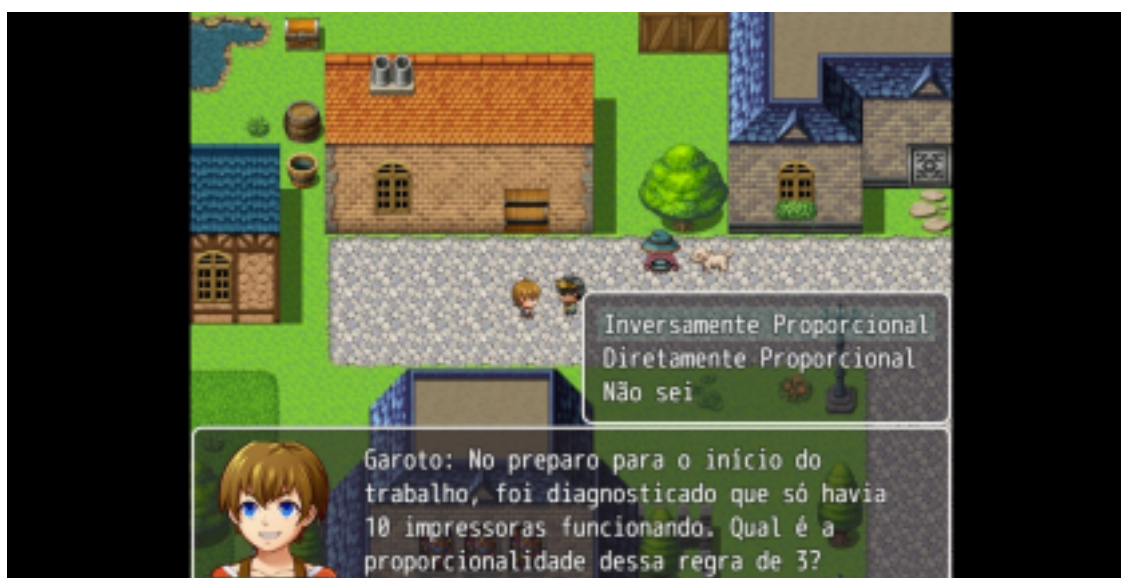 Inversamente Proporcional
Diretamente Proporcional
Não sei
Garoto: No preparo para o início do
trabalho, foi diagnosticado que só havia
10 impressoras funcionando. Qual é a
proporcionalidade dessa regra de 3?